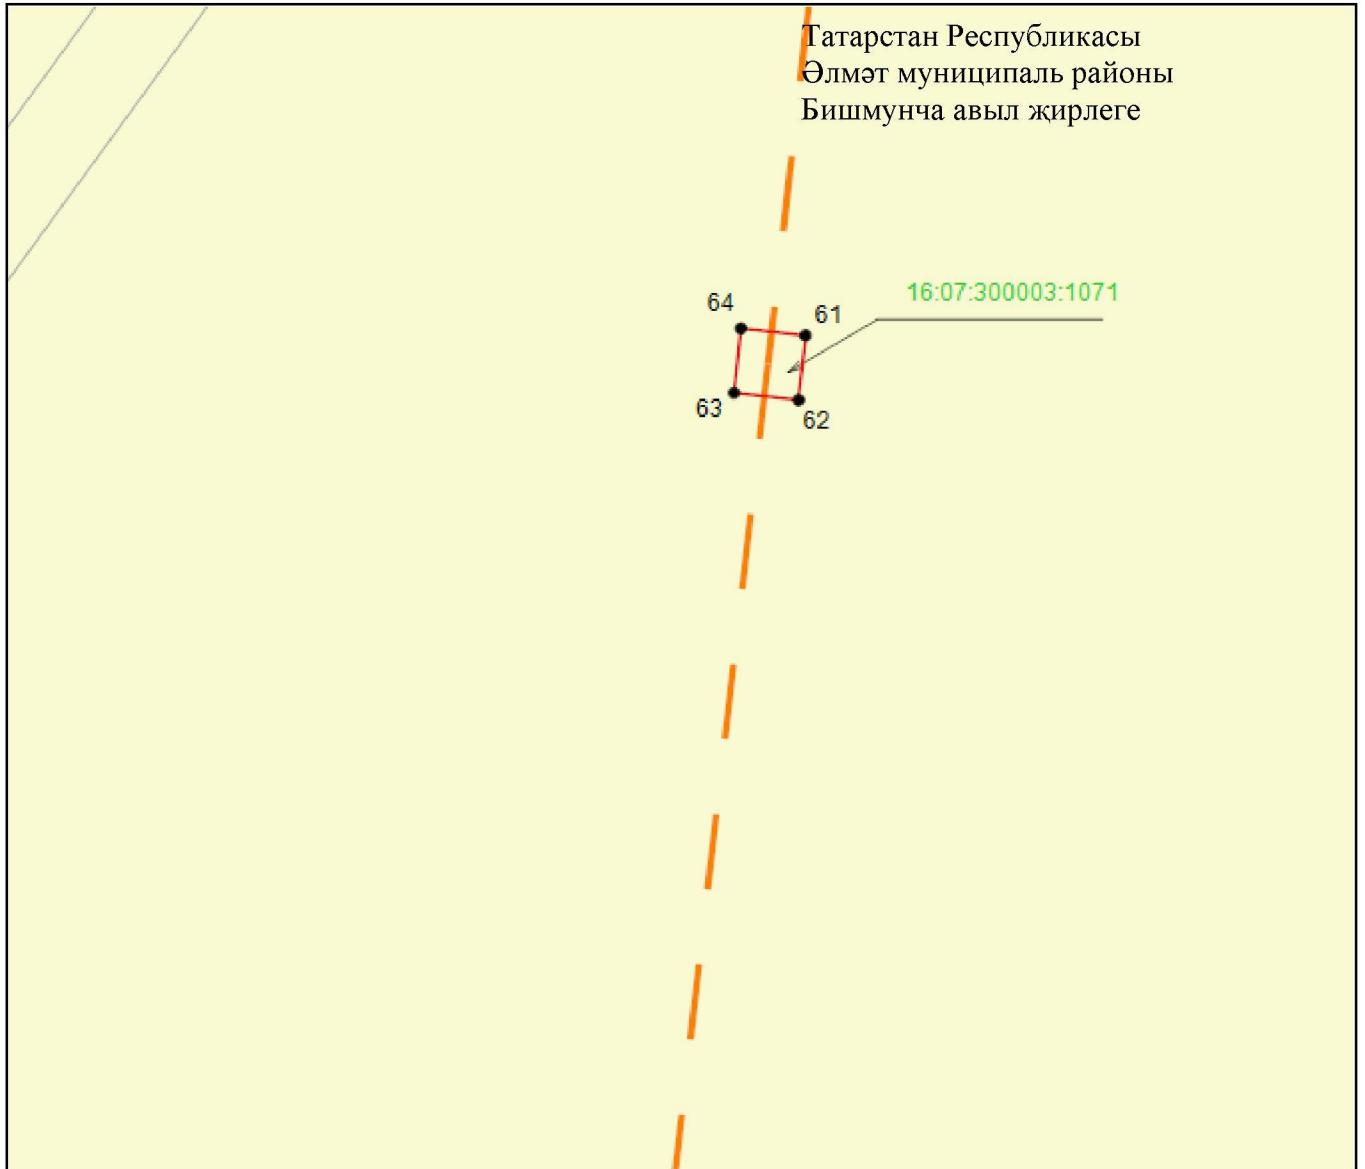 Татарстан Республикасы
Әлмәт муниципаль районы
Бишмунча авыл җирлеге
16:07:300003:1071
64
61
63
62